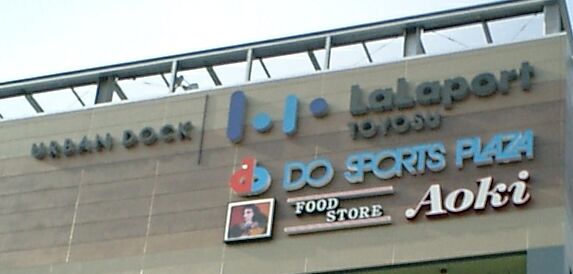 URBAN DOCK
LaLaport
TOYOSU
DO SPORTS PLAZA
FOOD STORE Aoki